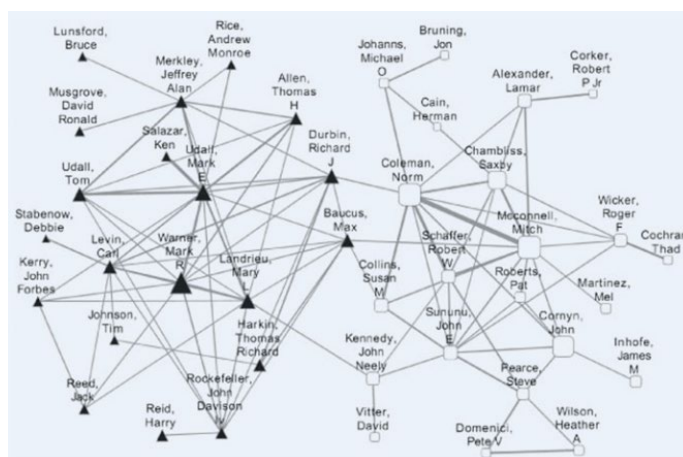 Lunsford,
Bruce
Rice,
Andrew
Monroe
Merkley,
Jeffrey
Alan
Musgrove,
David
Ronald
Allen,
Thomas
H
Salazar,
Ken
Udall,
Mark
E
Durbin,
Richard
J
Udall,
Tom
Stabenow,
Debbie
Levin,
Carl
Warner,
Mark
R
Landrieu,
Mary
L
Baucus,
Max
Kerry,
John
Forbes
Johnson,
Tim
Harkin,
Thomas
Richard
Reed,
Jack
Rockefeller,
John
Davison
IV
Reid,
Harry
Johanns,
Michael
O
Bruning,
Jon
Cain,
Herman
Alexander,
Lamar
Corker,
Robert
P Jr
Coleman,
Norm
Chambliss,
Saxby
Mcconnell,
Mitch
Wicker,
Roger
F
Cochran
Thad
Schaffer,
Robert
W
Collins,
Susan
M
Roberts,
Pat
Martinez,
Mel
Sununu,
John
E
Cornyn,
John
Inhofe,
James
M
Kennedy,
John
Neely
Pearce,
Steve
Vitter,
David
Domenici,
Pete V
Wilson,
Heather
A